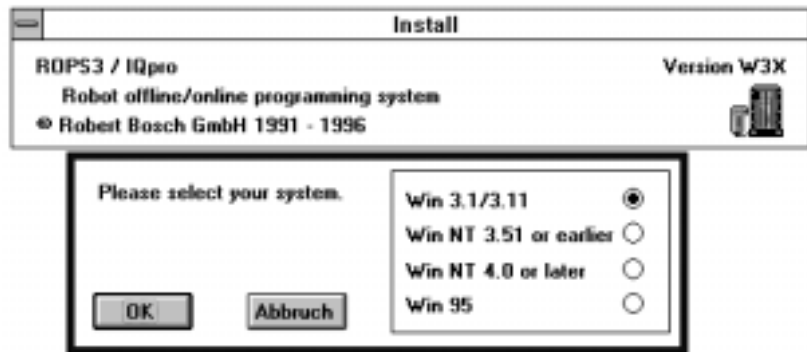 Install
ROPS3 / IQpro
Version W3X
Robot offline/online programming system
© Robert Bosch GmbH 1991 - 1996
Please select your system.
Win 3.1/3.11
Win NT 3.51 or earlier
Win NT 4.0 or later
Win 95
OK
Abbruch